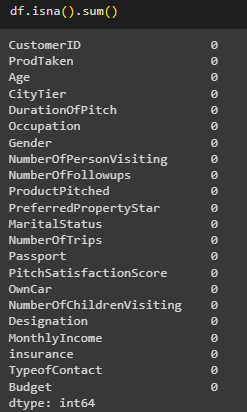 df.isna().sum()
CustomerID 0
ProdTaken 0
Age 0
CityTier 0
DurationOfPitch 0
Occupation 0
Gender 0
NumberOfPersonVisiting 0
NumberOfFollowups 0
ProductPitched 0
PreferredPropertyStar 0
MaritalStatus 0
NumberOfTrips 0
Passport 0
PitchSatisfactionScore 0
OwnCar 0
NumberOfChildrenVisiting 0
Designation 0
MonthlyIncome 0
insurance 0
TypeofContact 0
Budget 0
dtype: int64